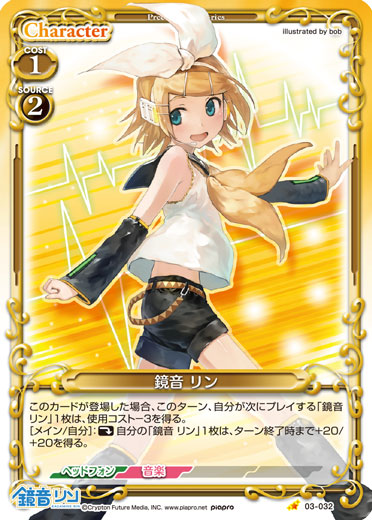 Character
illustrated by bob
COST
1
SOURCE
2
鏡音 リン
このカードが登場した場合、このターン、自分が次にプレイする「鏡音
リン」1枚は、使用コスト−3を得る。
[メイン/自分]: 自分の「鏡音 リン」1枚は、ターン終了時まで+20/
+20を得る。
ヘッドフォン 音楽
鏡音リン
©Crypton Future Media, INC. www.piapro.net piapro
03-032